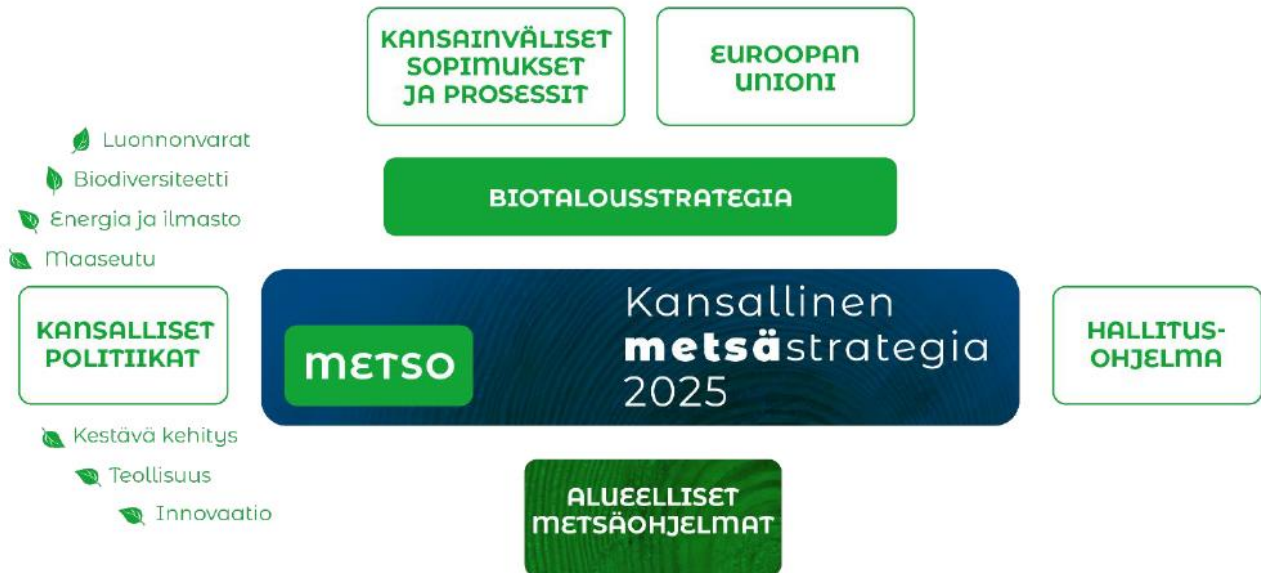 KANSAINVÄLISET
SOPIMUKSET
JA PROSESSIT
EUROOPAN
UNIONI
Luonnonvarat
Biodiversiteetti
Energia ja ilmasto
Maaseutu
BIOTALOUSSTRATEGIA
KANSALLISET
POLITIIKAT
METSO
Kansallinen
metsästrategia
2025
HALLITUS-
OHJELMA
Kestävä kehitys
Teollisuus
Innovaatio
ALUEELLISET
METSÄOHJELMAT